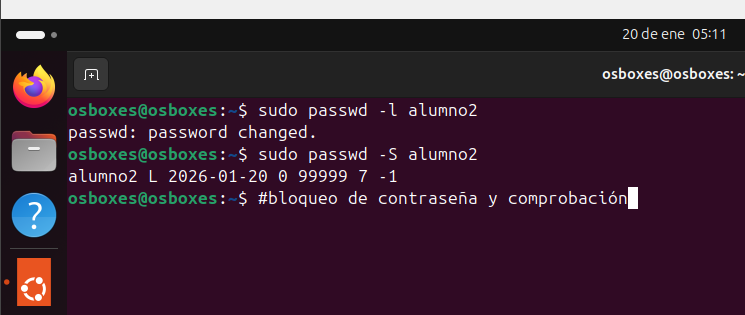 20 de ene 05:11
osboxes@osboxes: ~
osboxes@osboxes:~$ sudo passwd -l alumno2
passwd: password changed.
osboxes@osboxes:~$ sudo passwd -S alumno2
alumno2 L 2026-01-20 0 99999 7 -1
osboxes@osboxes:~$ #bloqueo de contraseña y comprobación